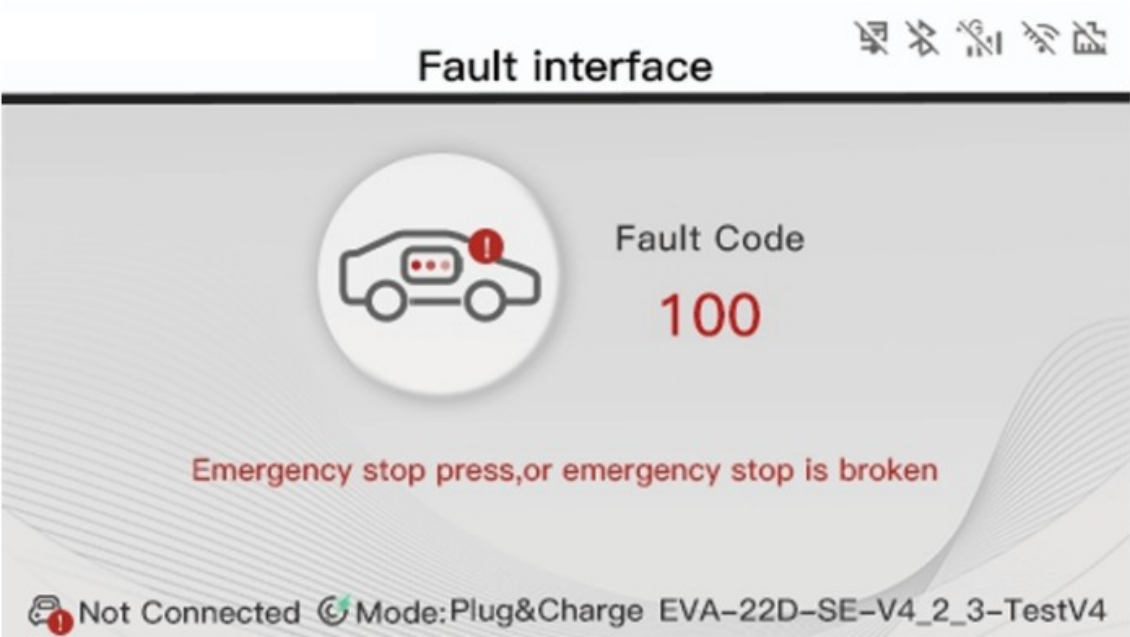 Fault interface
Fault Code
100
Emergency stop press,or emergency stop is broken
Not Connected Mode:Plug&Charge EVA-22D-SE-V4_2_3-TestV4